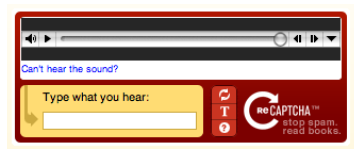 Can't hear the sound?
Type what you hear:
T
?
reCAPTCHA™
stop spam.
read books.